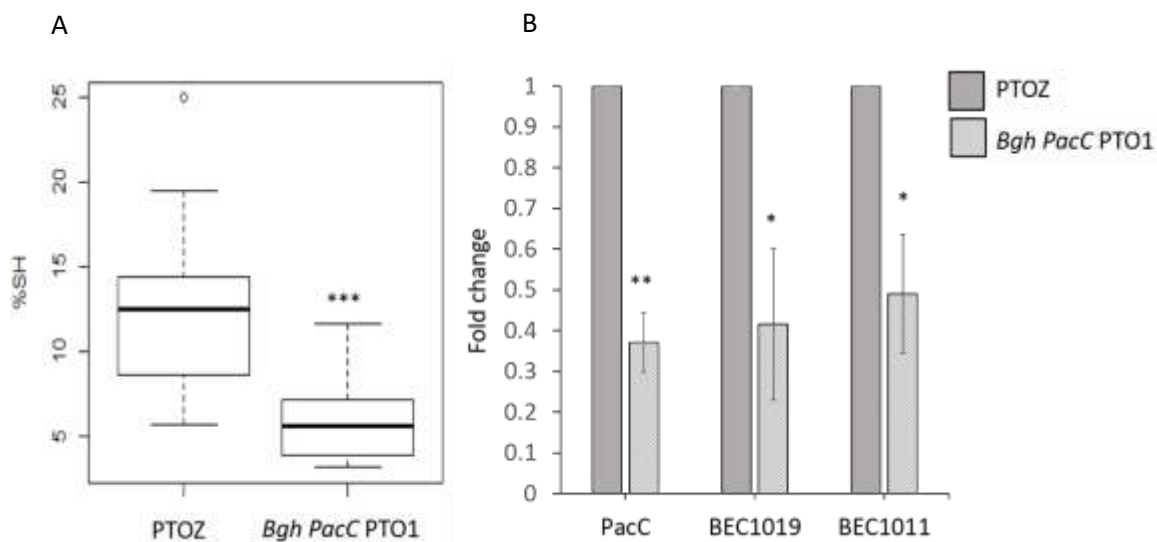 A
%SH
25
20
15
10
5
***
PTOZ
Bgh PacC PTO1
B
Fold change
1
0.9
0.8
0.7
0.6
0.5
0.4
0.3
0.2
0.1
0
**
*
*
PacC
BEC1019
BEC1011
PTOZ
Bgh PacC PTO1